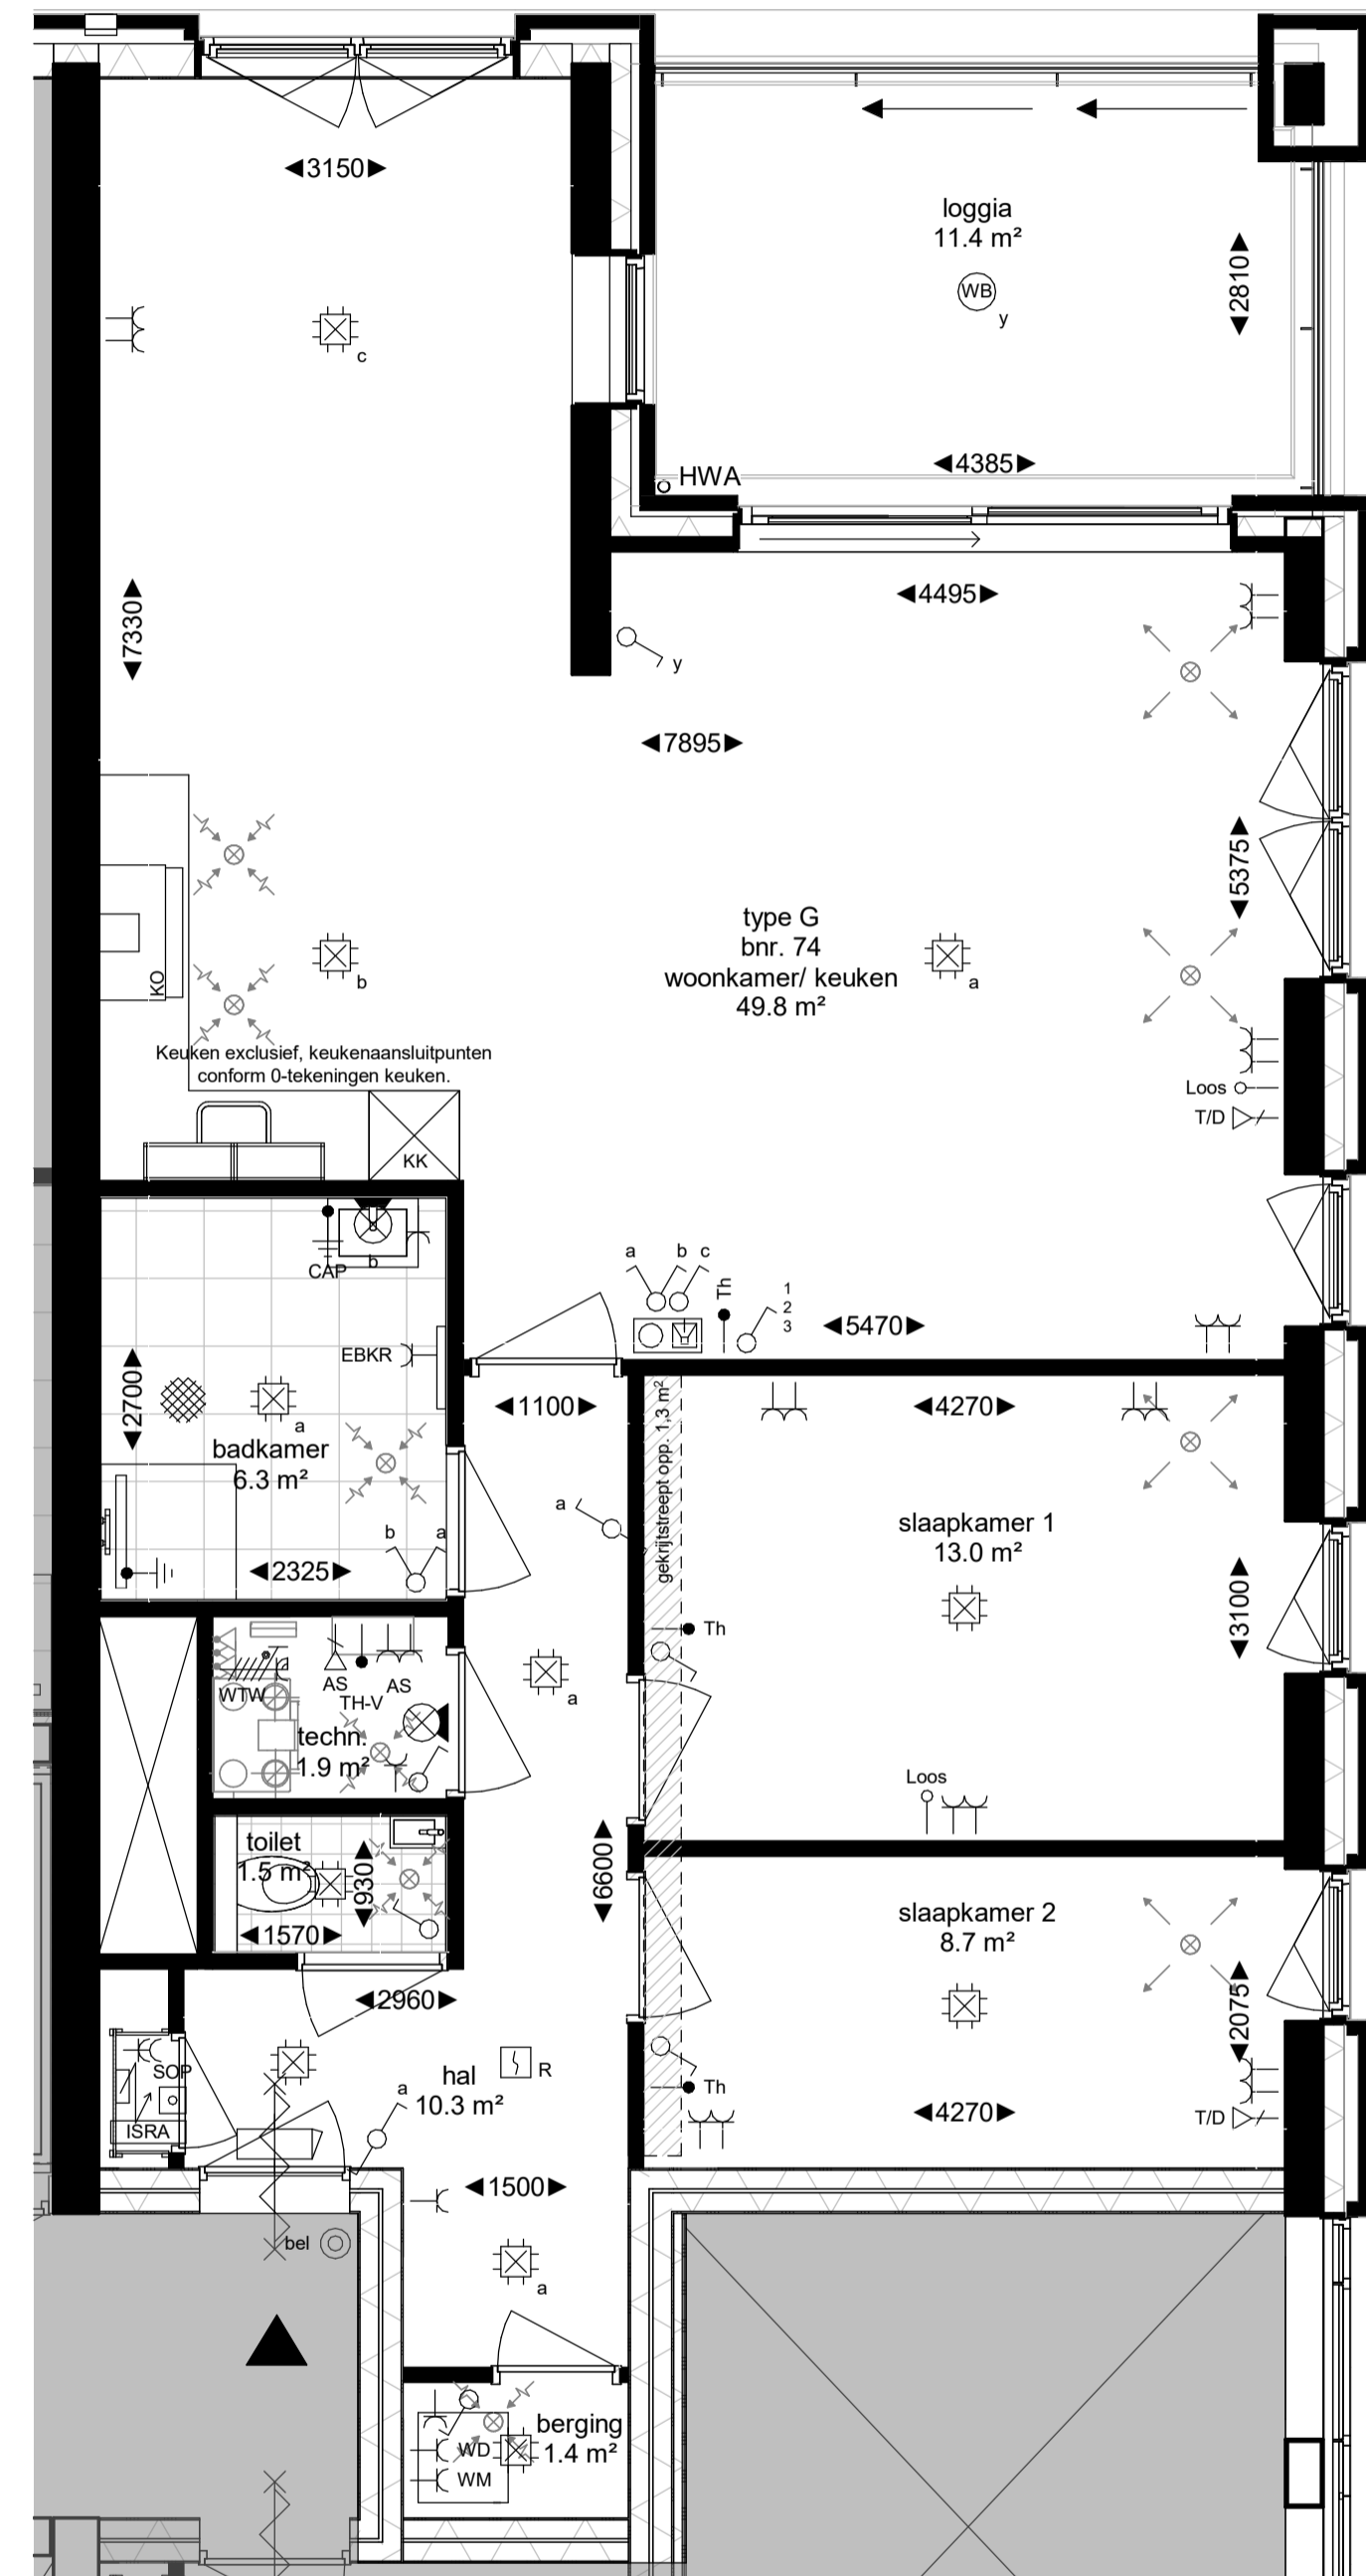 3150
loggia
11.4 m²
WB
y
2810
c
4385
HWA
7330
4495
y
7895
5375
type G
bnr. 74
woonkamer/ keuken
49.8 m²
a
b
KO
Keuken exclusief, keukenaansluitpunten
conform 0-tekeningen keuken.
Loos
T/D
KK
a b c
Th
1
2
3
5470
CAP
b
EBKR
2700
a
badkamer
6.3 m²
b a
2325
1100
a
gekrijtstreept opp. 1,3 m²
4270
slaapkamer 1
13.0 m²
3100
Th
WTW
AS
TH-V
AS
techn.
1.9 m²
a
Loos
toilet
1.5 m²
930
1570
6600
slaapkamer 2
8.7 m²
2075
2960
SOP
ISRA
hal
10.3 m²
R
a
Th
4270
T/D
1500
bel
a
berging
1.4 m²
WD
WM